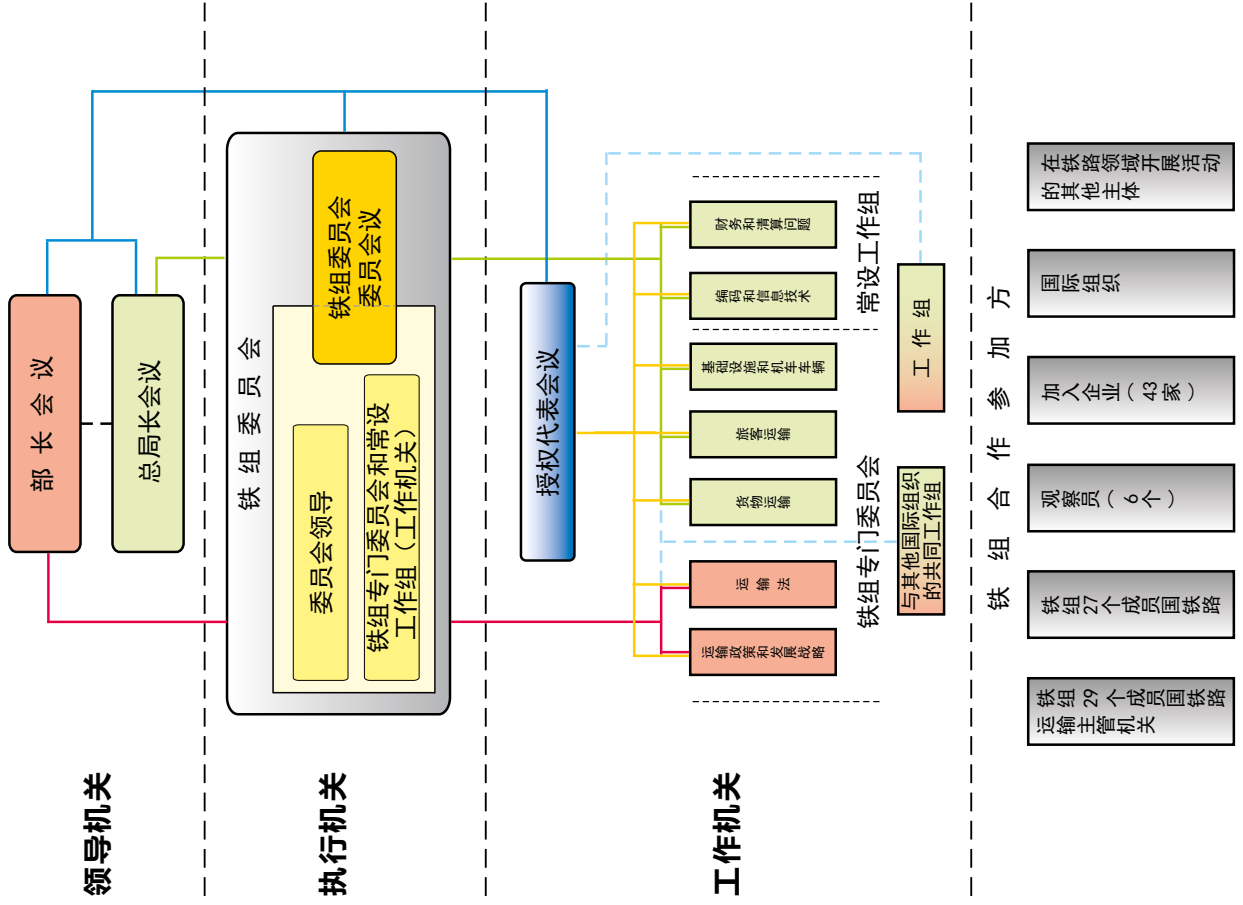 领导机关
部长会议
总局长会议
执行机关
铁组委员会
委员会领导
铁组专门委员会和常设
工作组（工作机关）
铁组委员会
委员会议
工作机关
授权代表会议
运输政策和发展战略
运输法
货物运输
旅客运输
基础设施和机车车辆
编码和信息技术
财务和清算问题
铁组专门委员会
常设工作组
与其他国际组织
的共同工作组
工作组
铁组合作参加方
铁组29个成员国铁路
运输主管机关
铁组27个成员国铁路
观察员（6个）
加入企业（43家）
国际组织
在铁路领域开展活动
的其他主体